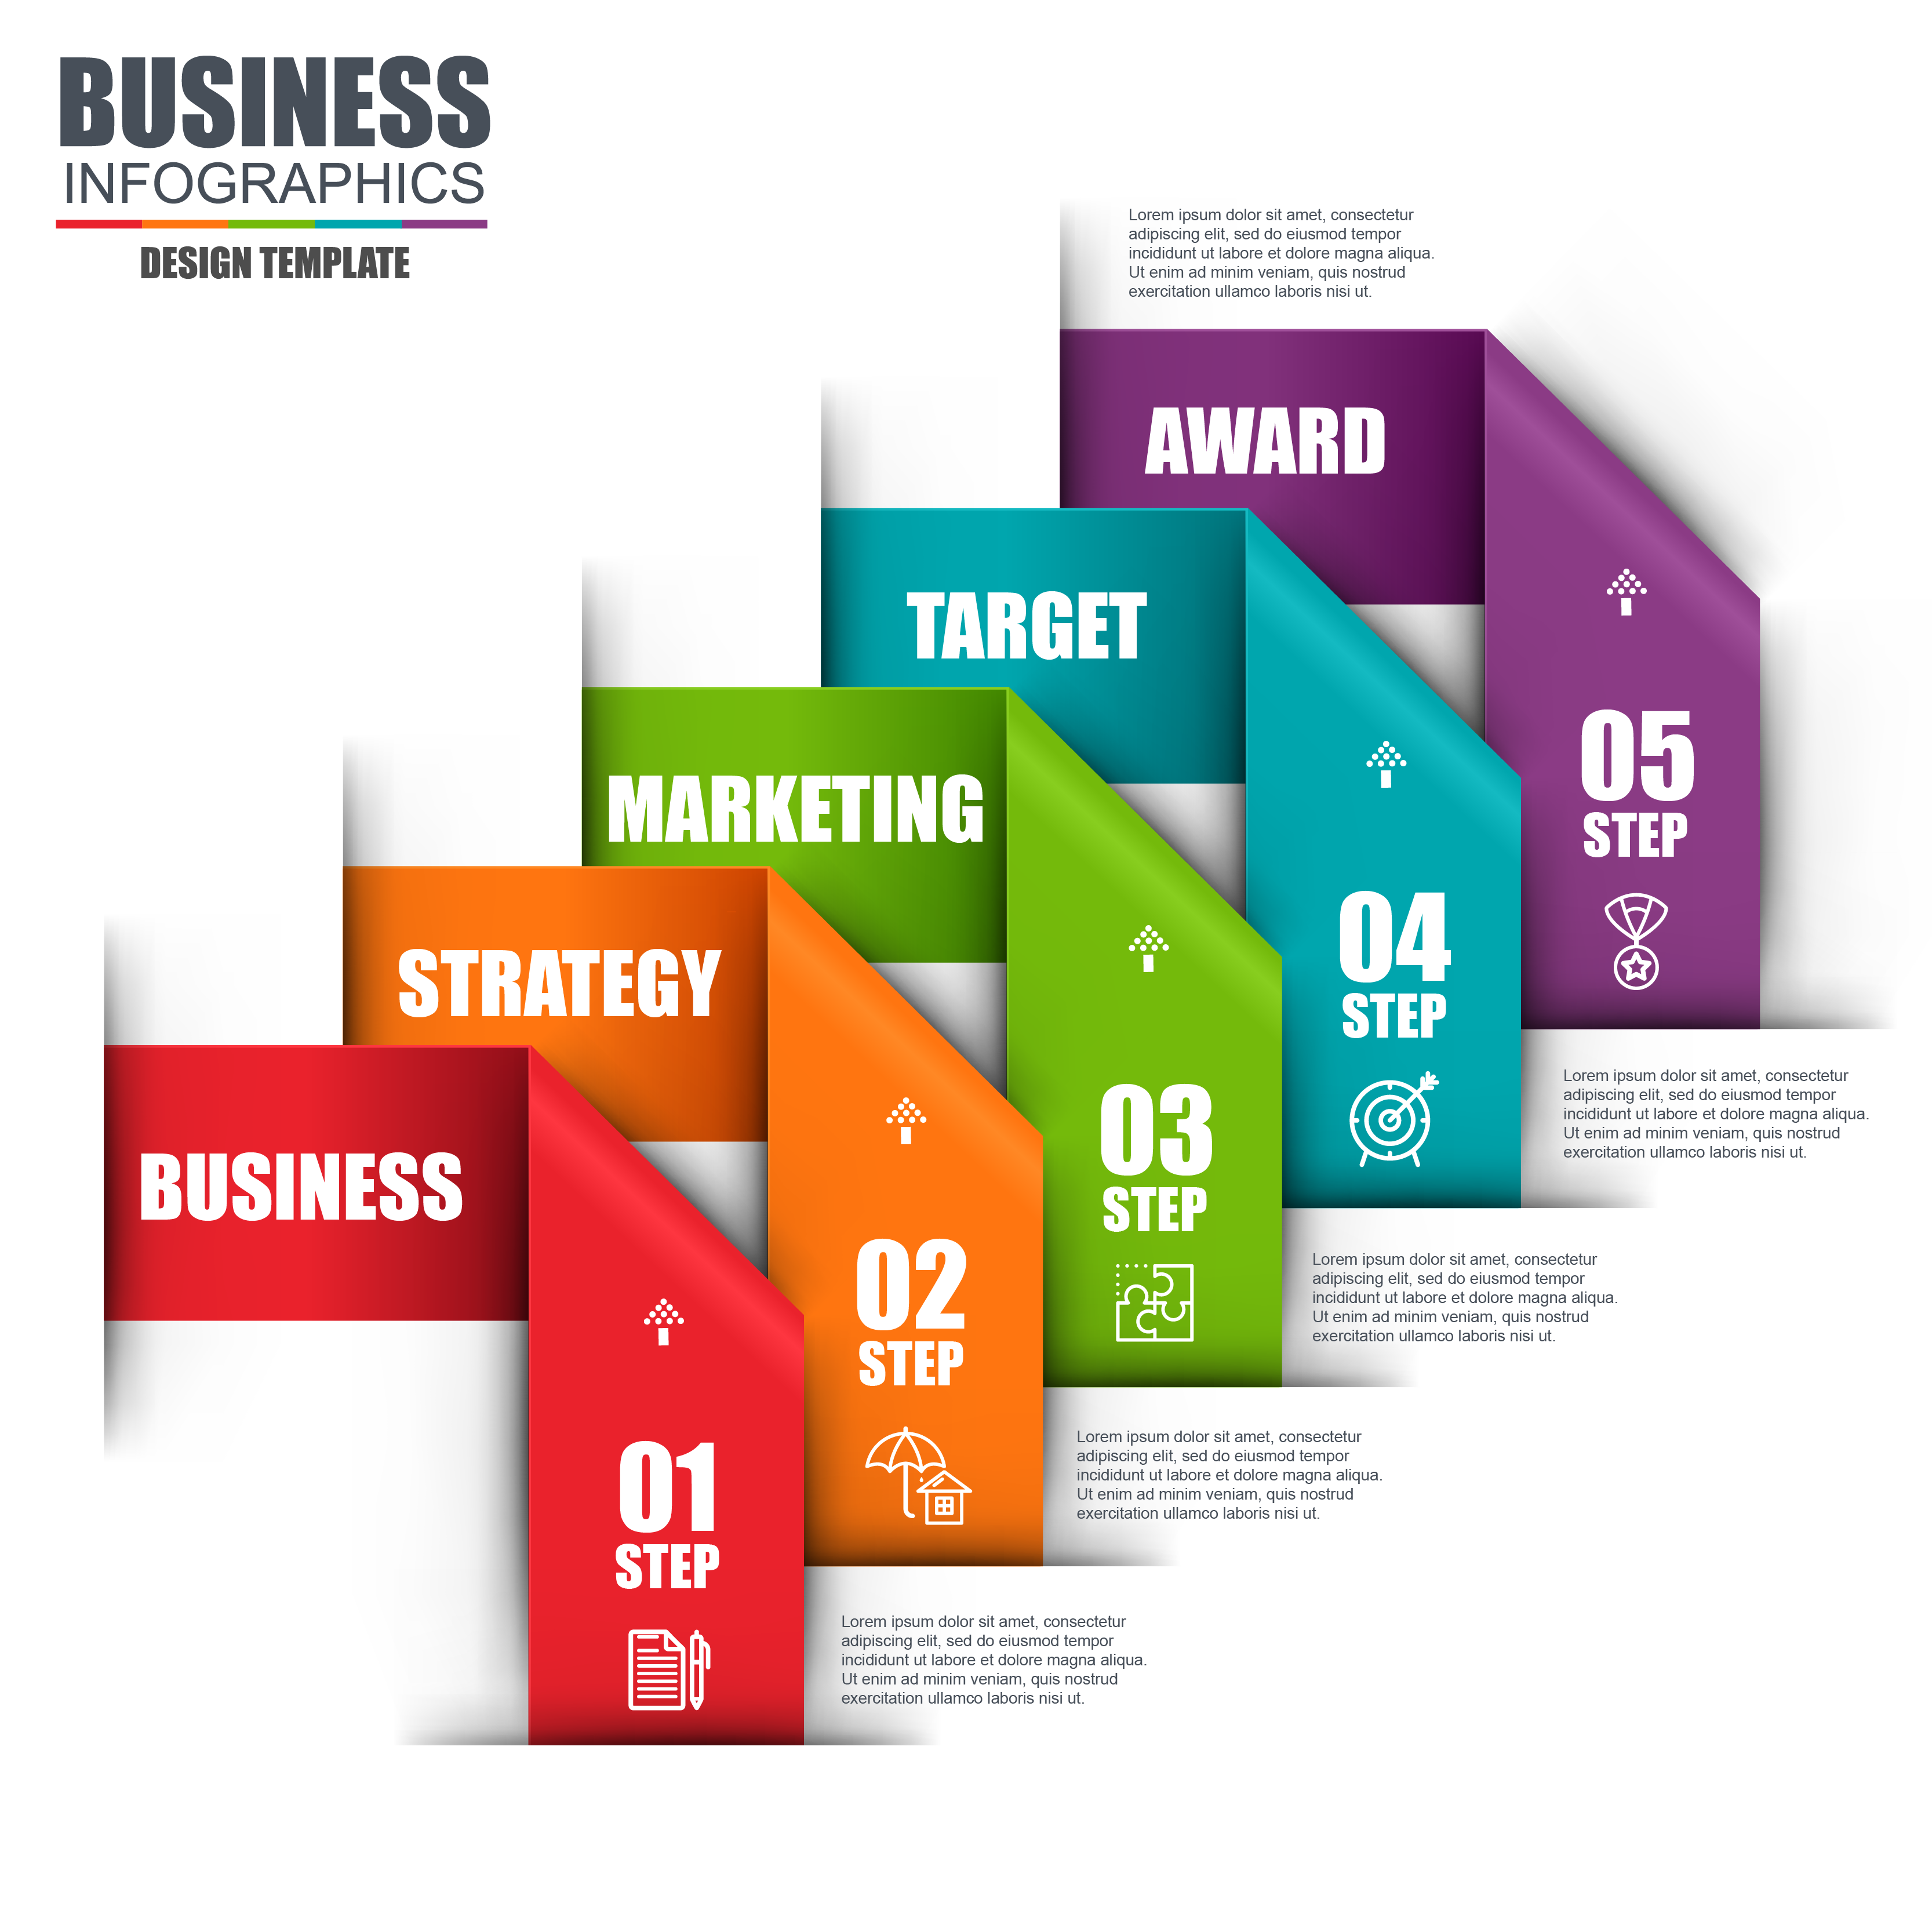 BUSINESS
INFOGRAPHICS
DESIGN TEMPLATE
Lorem ipsum dolor sit amet, consectetur
adipiscing elit, sed do eiusmod tempor
incididunt ut labore et dolore magna aliqua.
Ut enim ad minim veniam, quis nostrud
exercitation ullamco laboris nisi ut.
AWARD
05
STEP
Lorem ipsum dolor sit amet, consectetur
adipiscing elit, sed do eiusmod tempor
incididunt ut labore et dolore magna aliqua.
Ut enim ad minim veniam, quis nostrud
exercitation ullamco laboris nisi ut.
TARGET
04
STEP
Lorem ipsum dolor sit amet, consectetur
adipiscing elit, sed do eiusmod tempor
incididunt ut labore et dolore magna aliqua.
Ut enim ad minim veniam, quis nostrud
exercitation ullamco laboris nisi ut.
MARKETING
03
STEP
Lorem ipsum dolor sit amet, consectetur
adipiscing elit, sed do eiusmod tempor
incididunt ut labore et dolore magna aliqua.
Ut enim ad minim veniam, quis nostrud
exercitation ullamco laboris nisi ut.
STRATEGY
02
STEP
Lorem ipsum dolor sit amet, consectetur
adipiscing elit, sed do eiusmod tempor
incididunt ut labore et dolore magna aliqua.
Ut enim ad minim veniam, quis nostrud
exercitation ullamco laboris nisi ut.
BUSINESS
01
STEP